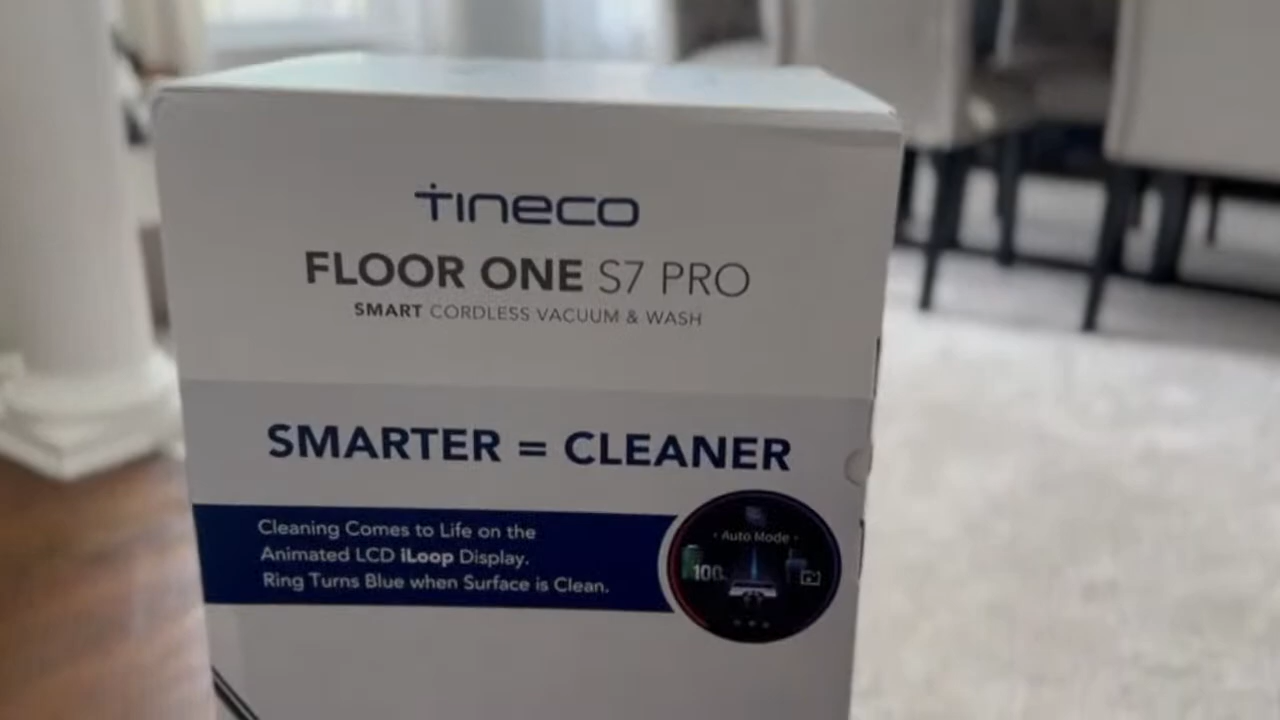 tineco
FLOOR ONE S7 PRO
SMART CORDLESS VACUUM & WASH
SMARTER = CLEANER
Cleaning Comes to Life on the
Animated LCD iLoop Display.
Ring Turns Blue when Surface is Clean.
· Auto Mode ·
100